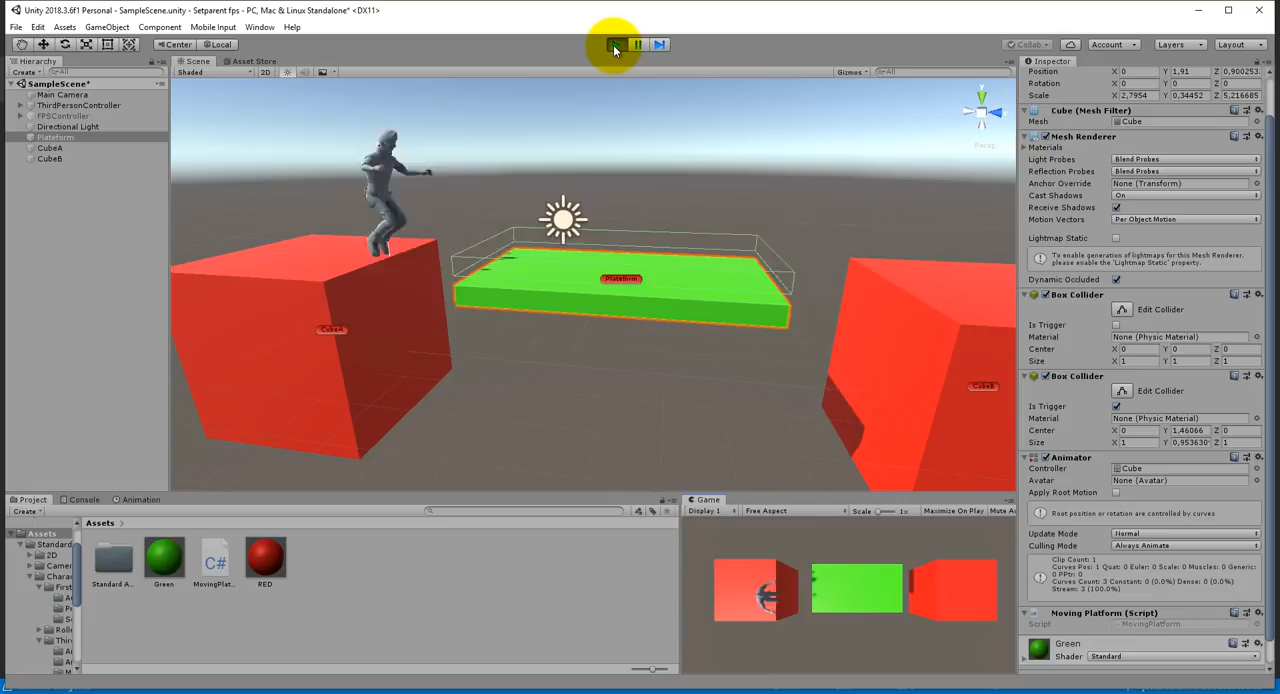 Unity 2018.3.6f1 Personal - SampleScene.unity - Setparent fps - PC, Mac & Linux Standalone* <DX11>
File Edit Assets GameObject Component Mobile Input Window Help
Center Local Collab Account Layers Layout
Hierarchy Scene Asset Store Inspector
Create All Shaded 2D Gizmos All
SampleScene*
Main Camera
ThirdPersonController
FPSController
Directional Light
Plateform
CubeA
CubeB
Persp
Plateform
CubeA
CubeB
Position X 0 Y 1,91 Z 0,900253
Rotation X 0 Y 0 Z 0
Scale X 2,7954 Y 0,34452 Z 5,216685
Cube (Mesh Filter)
Mesh Cube
Mesh Renderer
Materials
Light Probes Blend Probes
Reflection Probes Blend Probes
Anchor Override None (Transform)
Cast Shadows On
Receive Shadows
Motion Vectors Per Object Motion
Lightmap Static
To enable generation of lightmaps for this Mesh Renderer,
please enable the 'Lightmap Static' property.
Dynamic Occluded
Box Collider
Edit Collider
Is Trigger
Material None (Physic Material)
Center X 0 Y 0 Z 0
Size X 1 Y 1 Z 1
Box Collider
Edit Collider
Is Trigger
Material None (Physic Material)
Center X 0 Y 1,46066 Z 0
Size X 1 Y 0,953630 Z 1
Animator
Controller Cube
Avatar None (Avatar)
Apply Root Motion
Root position or rotation are controlled by curves
Update Mode Normal
Culling Mode Always Animate
Clip Count: 1
Curves Pos: 1 Quat: 0 Euler: 0 Scale: 0 Muscles: 0 Generic:
0 PPtr: 0
Curves Count: 3 Constant: 0 (0.0%) Dense: 0 (0.0%)
Stream: 3 (100.0%)
Moving Platform (Script)
Script MovingPlatform
Green
Shader Standard
Project Console Animation
Create
Assets
Standard
2D
Camer
Charac
First
Roll
Thir
Assets
Standard A...
Green
MovingPlat...
RED
Game
Display 1 Free Aspect Scale 1x Maximize On Play Mute Au